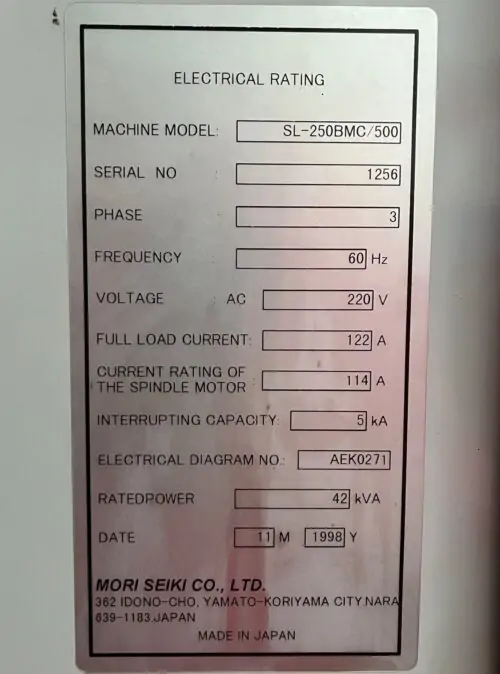 ELECTRICAL RATING
MACHINE MODEL: SL-250BMC/500
SERIAL NO : 1256
PHASE : 3
FREQUENCY : 60 Hz
VOLTAGE : AC 220 V
FULL LOAD CURRENT: 122 A
CURRENT RATING OF
THE SPINDLE MOTOR : 114 A
INTERRUPTING CAPACITY: 5 kA
ELECTRICAL DIAGRAM NO.: AEK0271
RATEDPOWER 42 kVA
DATE 11 M 1998 Y
MORI SEIKI CO., LTD.
362 IDONO-CHO, YAMATO-KORIYAMA CITY,NARA
639-1183.JAPAN
MADE IN JAPAN